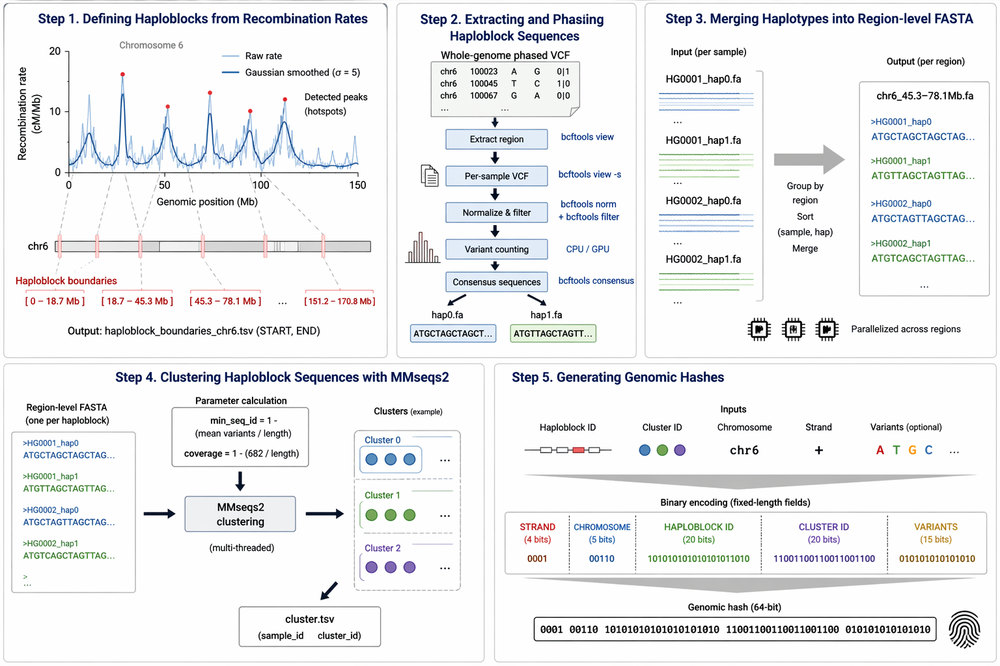 Step 1. Defining Haploblocks from Recombination Rates
Chromosome 6
Raw rate
Gaussian smoothed (σ = 5)
Detected peaks
(hotspots)
Recombination rate
(cM/Mb)
20
10
0
0
50
100
150
Genomic position (Mb)
chr6
Haploblock boundaries
[ 0 – 18.7 Mb ]
[ 18.7 – 45.3 Mb ]
[ 45.3 – 78.1 Mb ]
...
[ 151.2 – 170.8 Mb ]
Output: haploblock_boundaries_chr6.tsv (START, END)
Step 2. Extracting and Phasing
Haploblock Sequences
Whole-genome phased VCF
chr6 100023 A G 0|1
chr6 100045 T C 1|0
chr6 100067 G A 0|0
... ...
Extract region
bcftools view
Per-sample VCF
bcftools view -s
Normalize & filter
bcftools norm
+ bcftools filter
Variant counting
CPU / GPU
Consensus sequences
bcftools consensus
hap0.fa
hap1.fa
ATGCTAGCTAGCT...
ATGTTAGCTAGTT...
Step 3. Merging Haplotypes into Region-level FASTA
Input (per sample)
HG0001_hap0.fa
...
HG0001_hap1.fa
...
HG0002_hap0.fa
...
HG0002_hap1.fa
...
Group by
region
Sort
(sample, hap)
Merge
Output (per region)
chr6_45.3–78.1Mb.fa
>HG0001_hap0
ATGCTAGCTAGCTAG...
>HG0001_hap1
ATGTTAGCTAGTTAG...
>HG0002_hap0
ATGCTAGTTAGCTAG...
>HG0002_hap1
ATGTCAGCTAGTTAG...
...
Parallelized across regions
Step 4. Clustering Haploblock Sequences with MMseqs2
Region-level FASTA
(one per haploblock)
>HG0001_hap0
ATGCTAGCTAGCTAG...
>HG0001_hap1
ATGTTAGCTAGTTAG...
>HG0002_hap0
ATGCTAGTTAGCTAG...
>HG0002_hap1
ATGTCAGCTAGTTAG...
>
...
Parameter calculation
min_seq_id = 1 -
(mean variants / length)
coverage = 1 - (682 / length)
MMseqs2
clustering
(multi-threaded)
Clusters (example)
Cluster 0
...
Cluster 1
...
Cluster 2
...
cluster.tsv
(sample_id cluster_id)
Step 5. Generating Genomic Hashes
Inputs
Haploblock ID
Cluster ID
Chromosome
Strand
Variants (optional)
chr6
+
A T G C ...
Binary encoding (fixed-length fields)
STRAND
(4 bits)
0001
CHROMOSOME
(5 bits)
00110
HAPLOBLOCK ID
(20 bits)
10101010101010101011010
CLUSTER ID
(20 bits)
11001100110011001100
VARIANTS
(15 bits)
010101010101010
Genomic hash (64-bit)
0001 00110 10101010101010101010 11001100110011001100 010101010101010